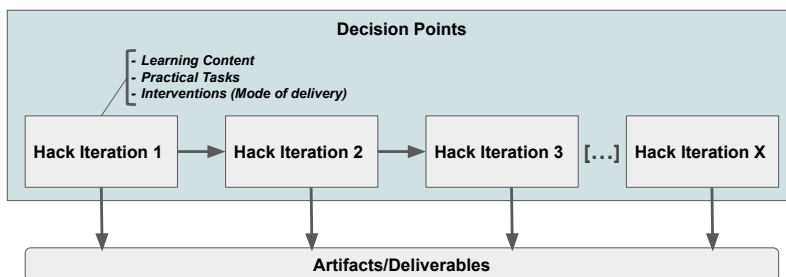 Decision Points
- Learning Content
- Practical Tasks
- Interventions (Mode of delivery)
Hack Iteration 1
Hack Iteration 2
Hack Iteration 3
[...]
Hack Iteration X
Artifacts/Deliverables